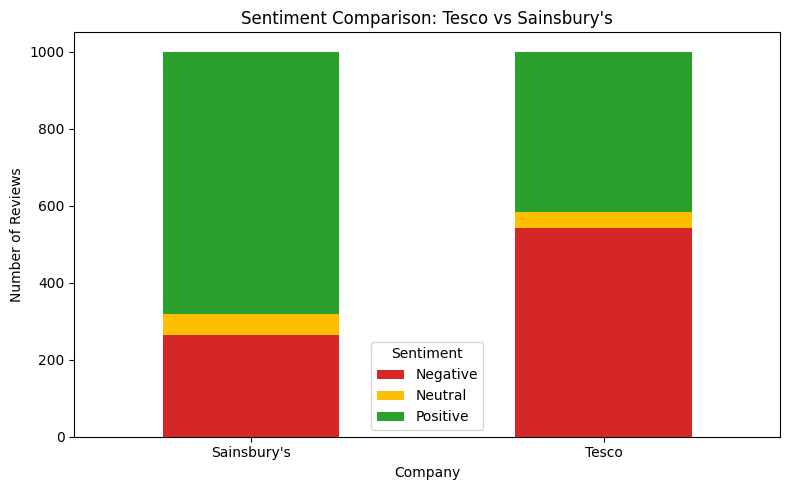 Sentiment Comparison: Tesco vs Sainsbury's
Number of Reviews
1000
800
600
400
200
0
Sentiment
Negative
Neutral
Positive
Sainsbury's
Tesco
Company